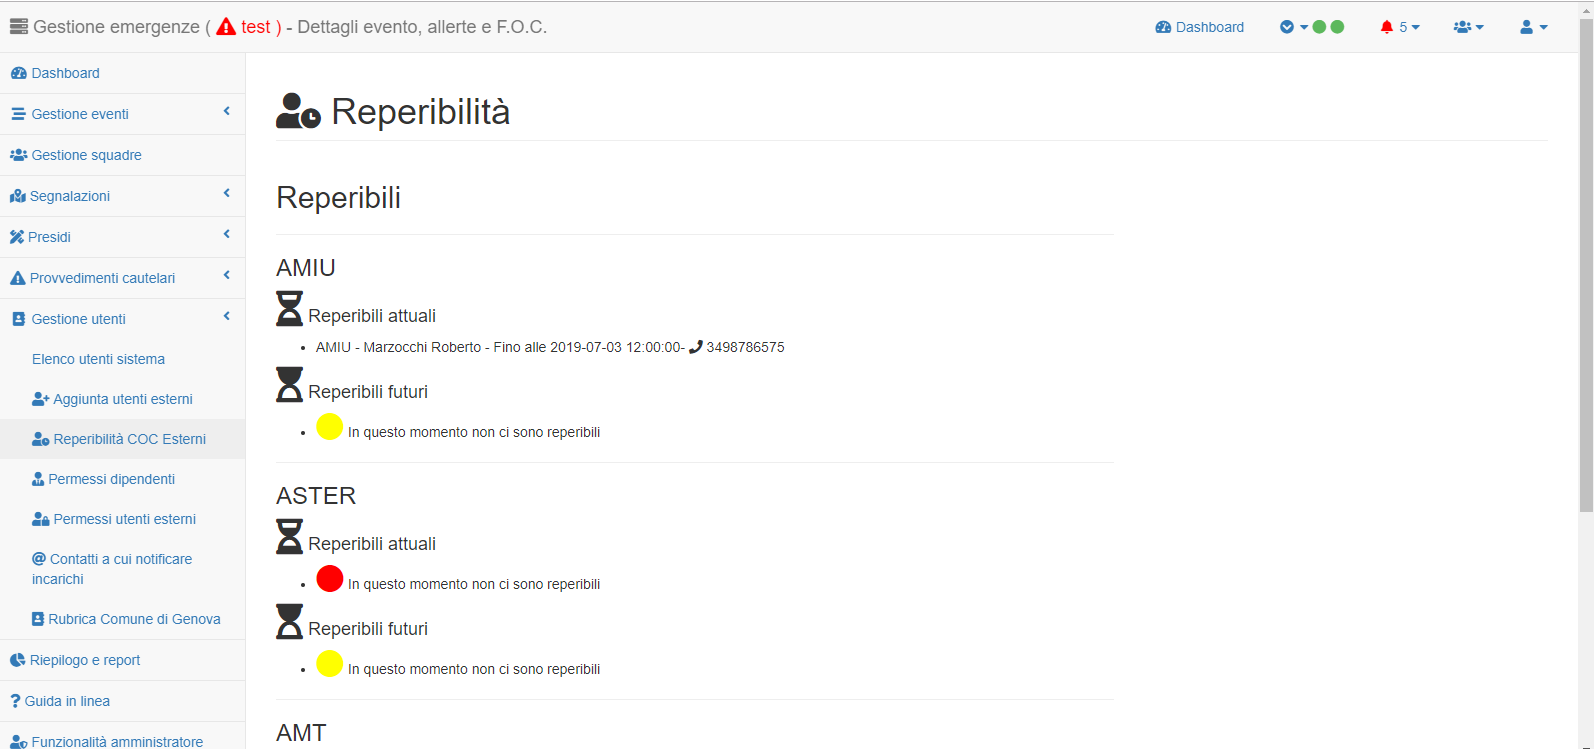 Gestione emergenze ( test ) - Dettagli evento, allerte e F.O.C.
Dashboard
5
Dashboard
Gestione eventi
Gestione squadre
Segnalazioni
Presidi
Provvedimenti cautelari
Gestione utenti
Elenco utenti sistema
Aggiunta utenti esterni
Reperibilità COC Esterni
Permessi dipendenti
Permessi utenti esterni
@ Contatti a cui notificare
incarichi
Rubrica Comune di Genova
Riepilogo e report
? Guida in linea
Funzionalità amministratore
Reperibilità
Reperibili
AMIU
Reperibili attuali
• AMIU - Marzocchi Roberto - Fino alle 2019-07-03 12:00:00- 3498786575
Reperibili futuri
• In questo momento non ci sono reperibili
ASTER
Reperibili attuali
• In questo momento non ci sono reperibili
Reperibili futuri
• In questo momento non ci sono reperibili
AMT